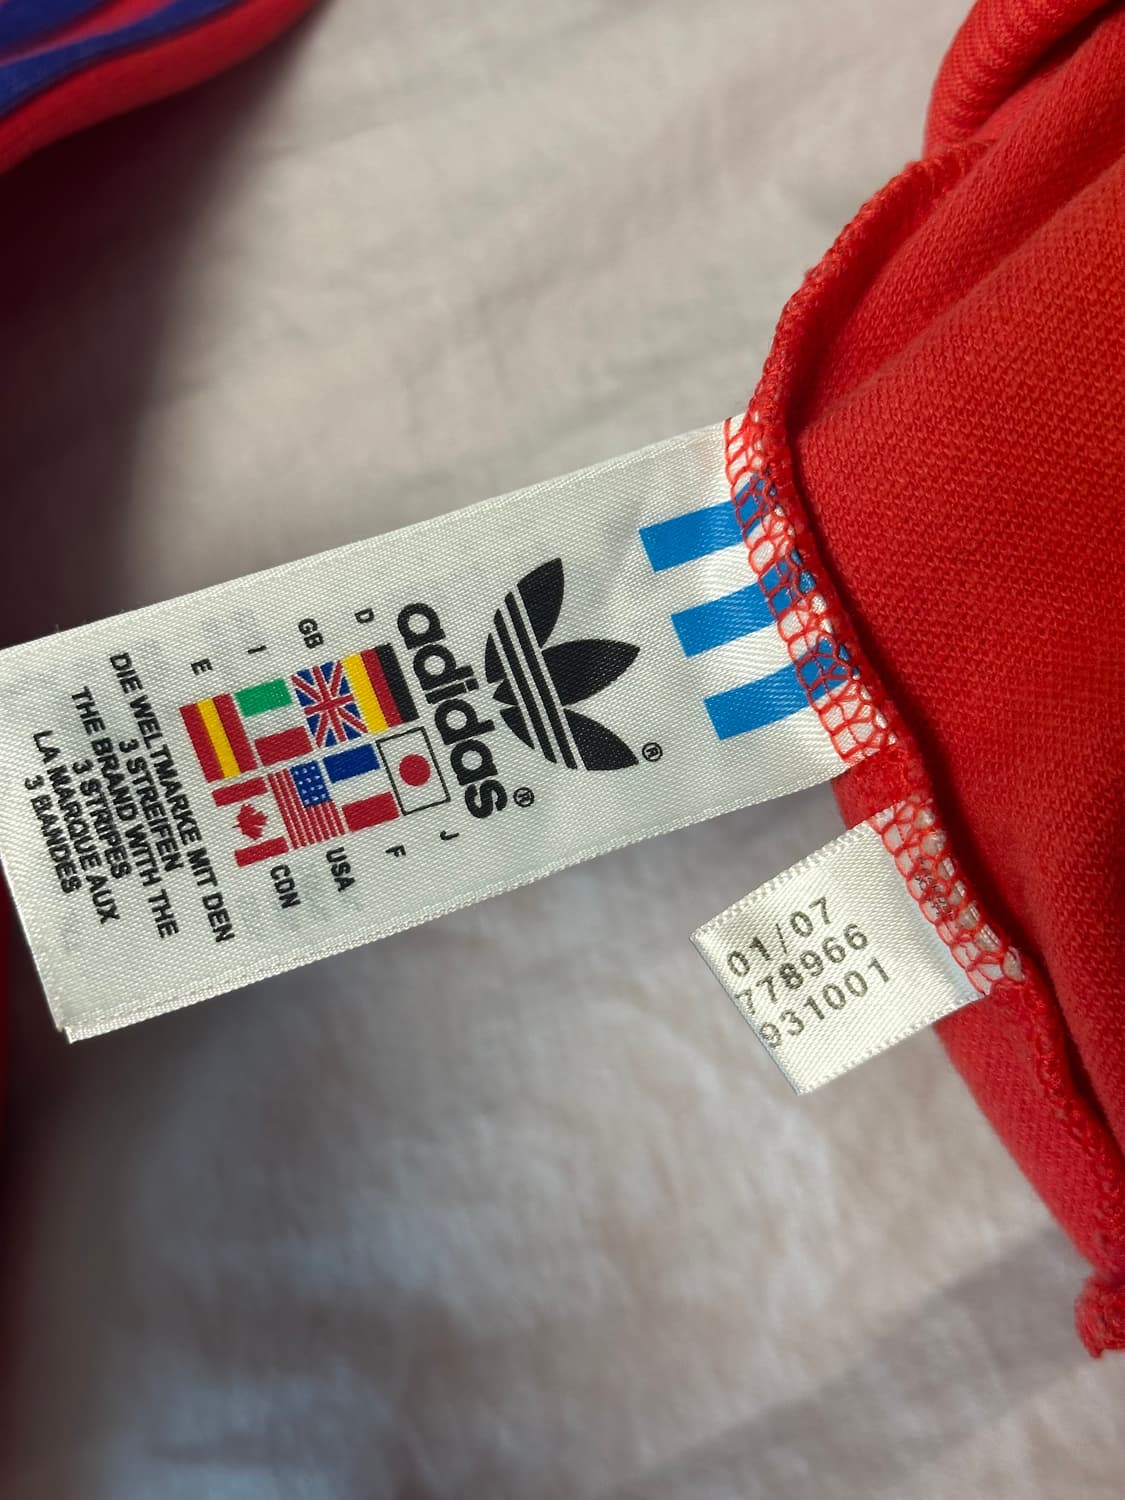 ®
adidas®
D
GB
I
E
J
F
USA
CDN
DIE WELTMARKE MIT DEN
3 STREIFEN
THE BRAND WITH THE
3 STRIPES
LA MARQUE AUX
3 BANDES
01/07
778966
931001